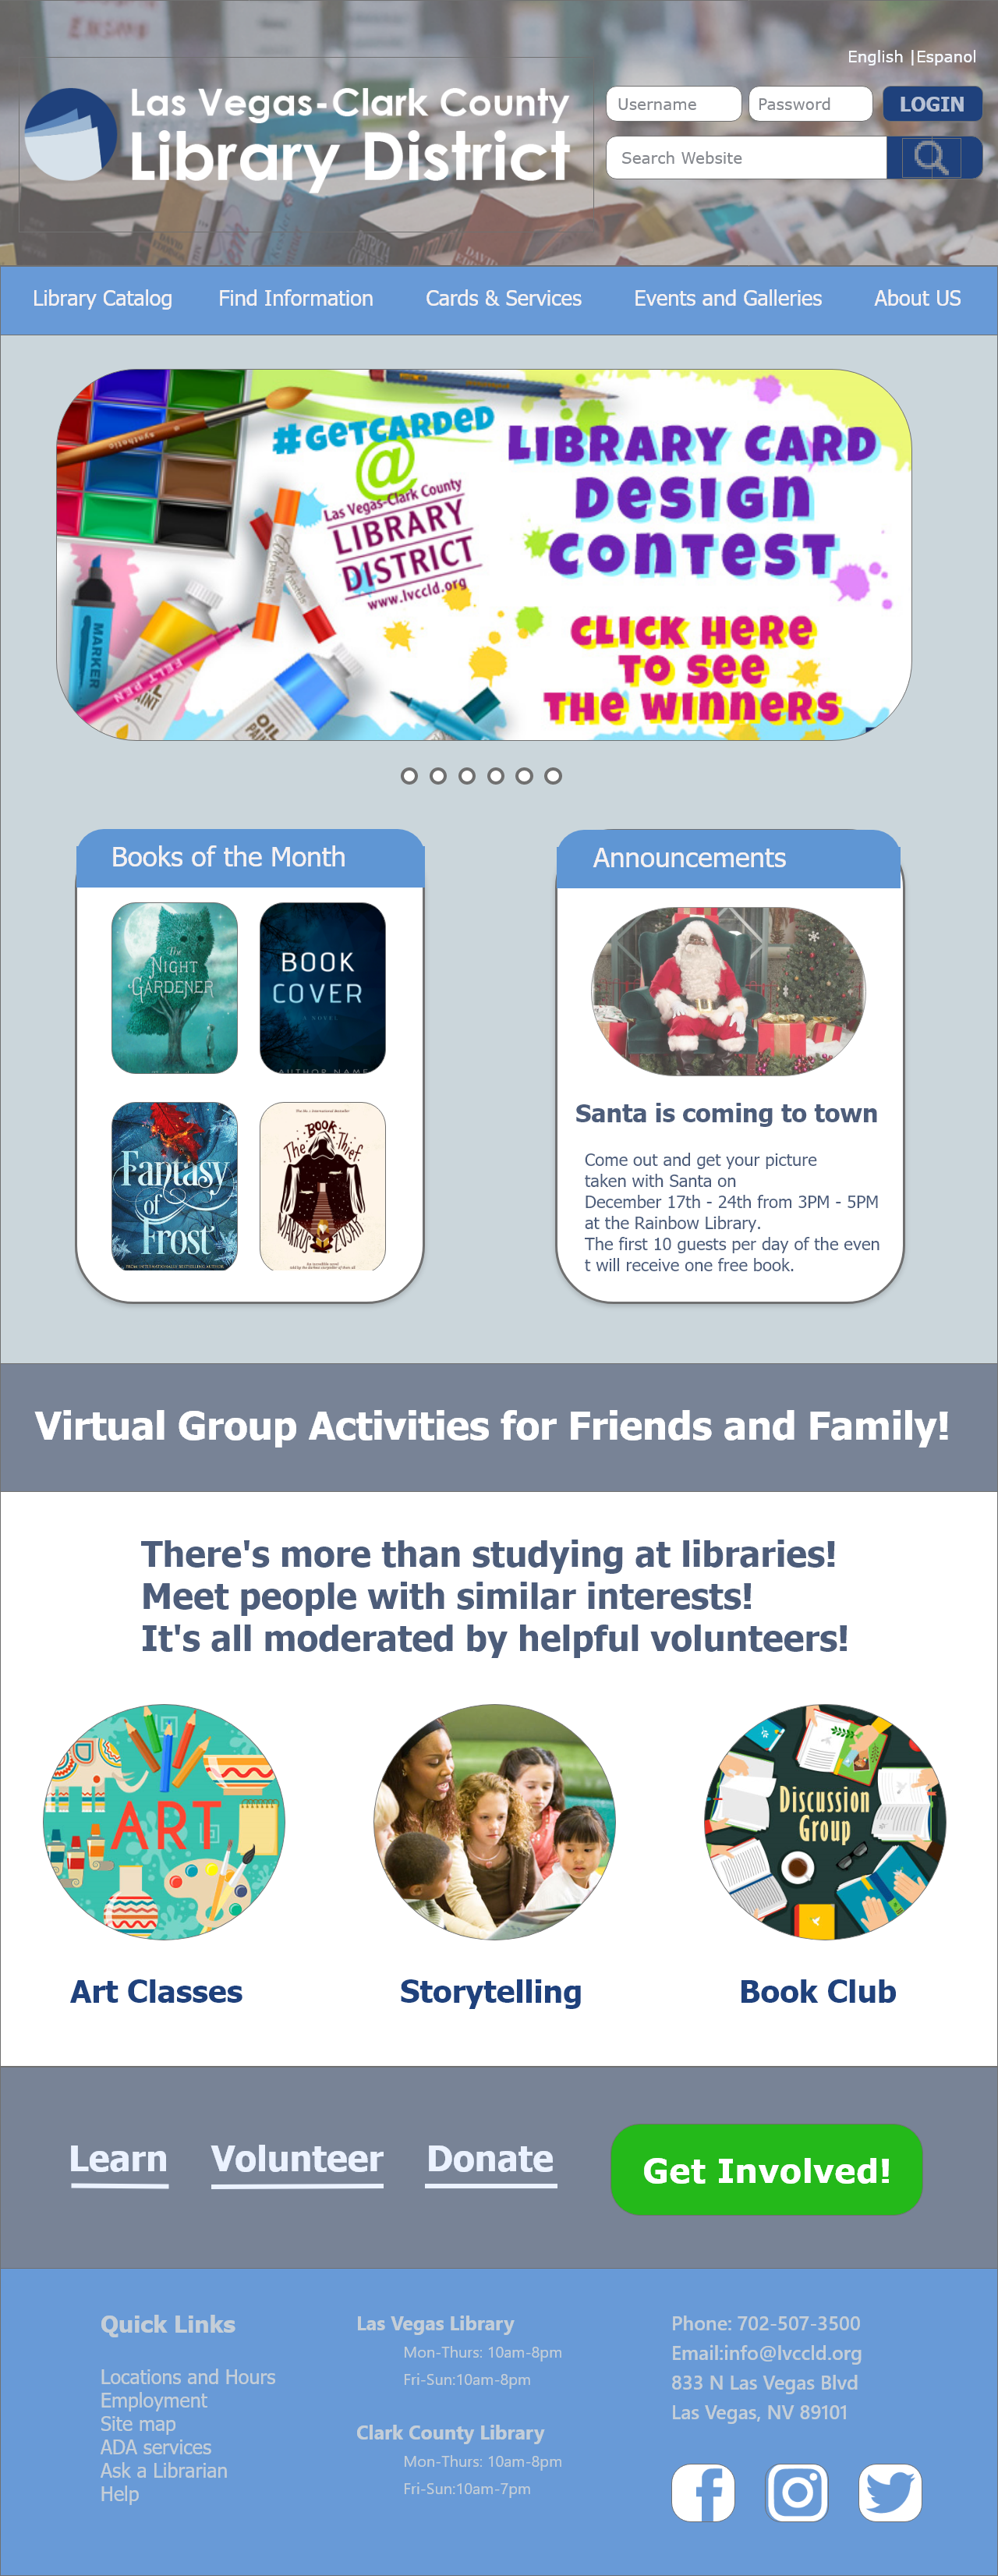 English |Espanol
Las Vegas-Clark County
Library District
Username
Password
LOGIN
Search Website
Library Catalog
Find Information
Cards & Services
Events and Galleries
About US
#GETCARDED
@
Las Vegas-Clark County
LIBRARY
DISTRICT
www.lvccld.org
LIBRARY CARD
DESIGN
CONTEST
CLICK HERE
TO SEE
THE WINNERS
synthetic
MARKER
FELT PEN
PAINT
OIL
pastels
Books of the Month
The
NIGHT
GARDENER
BOOK
COVER
A NOVEL
AUTHOR NAME
Fantasy
of
Frost
The
BOOK
Thief
MARKUS ZUSAK
Announcements
Santa is coming to town
Come out and get your picture
taken with Santa on
December 17th - 24th from 3PM - 5PM
at the Rainbow Library.
The first 10 guests per day of the even
t will receive one free book.
Virtual Group Activities for Friends and Family!
There's more than studying at libraries!
Meet people with similar interests!
It's all moderated by helpful volunteers!
ART
Discussion
Group
Art Classes
Storytelling
Book Club
Learn
Volunteer
Donate
Get Involved!
Quick Links
Locations and Hours
Employment
Site map
ADA services
Ask a Librarian
Help
Las Vegas Library
Mon-Thurs: 10am-8pm
Fri-Sun:10am-8pm
Clark County Library
Mon-Thurs: 10am-8pm
Fri-Sun:10am-7pm
Phone: 702-507-3500
Email:info@lvccld.org
833 N Las Vegas Blvd
Las Vegas, NV 89101